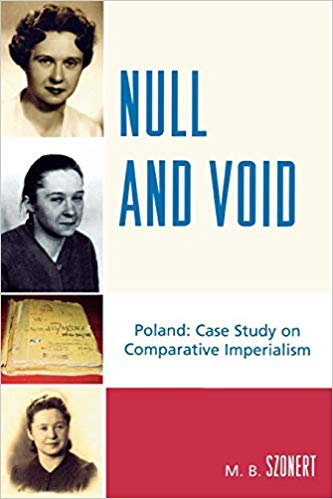 NULL
AND VOID
Poland: Case Study on
Comparative Imperialism
M. B. SZONERT